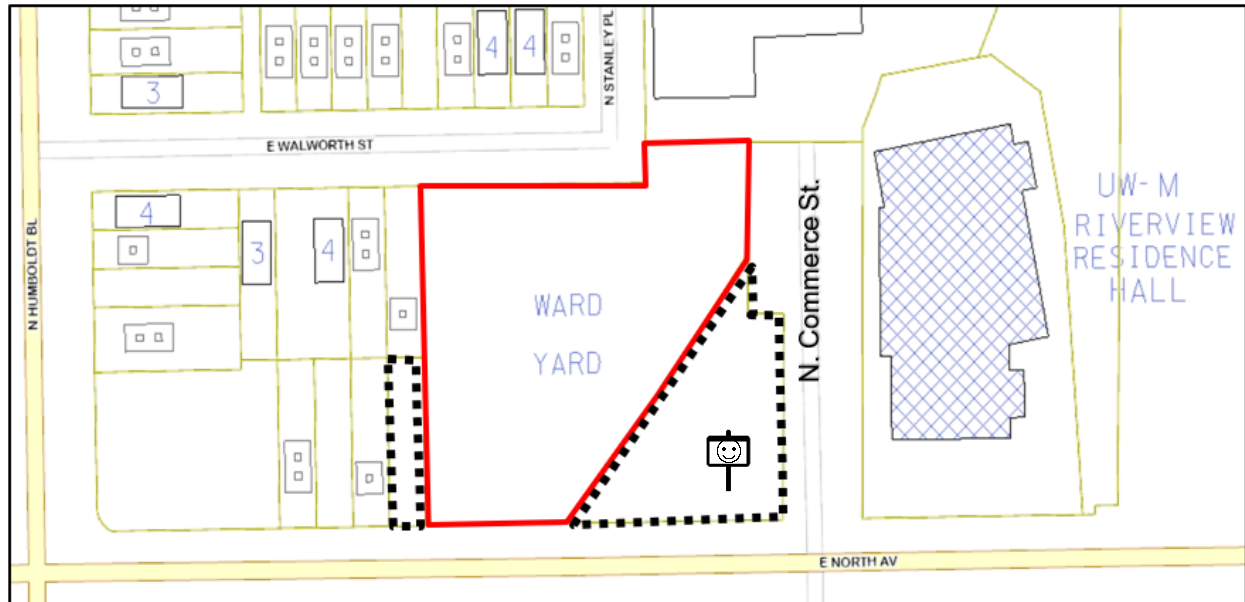 4
4
3
N STANLEY PL
E WALWORTH ST
N HUMBOLDT BL
4
3
4
WARD
YARD
N. Commerce St.
UW-M
RIVERVIEW
RESIDENCE
HALL
E NORTH AV